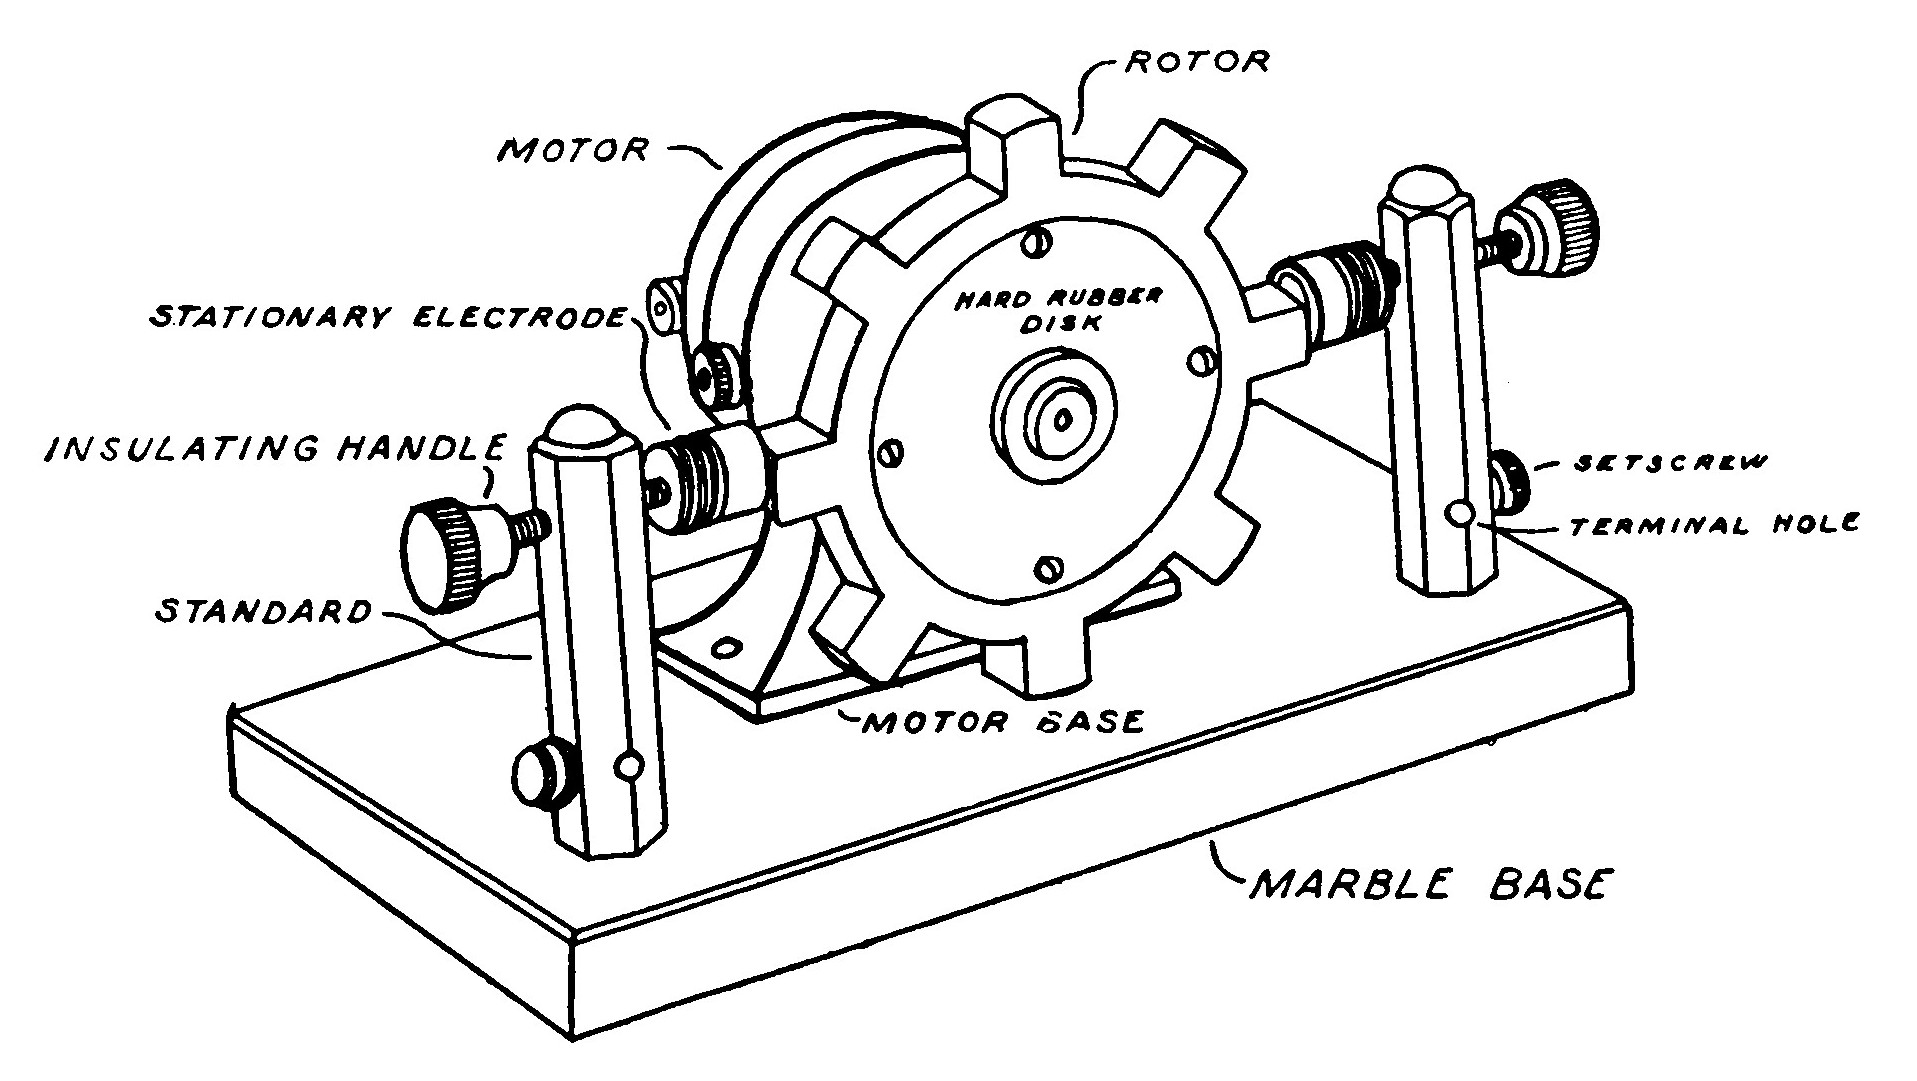 ROTOR
MOTOR
HARD RUBBER
DISK
STATIONARY ELECTRODE
INSULATING HANDLE
SETSCREW
TERMINAL HOLE
STANDARD
MOTOR BASE
MARBLE BASE